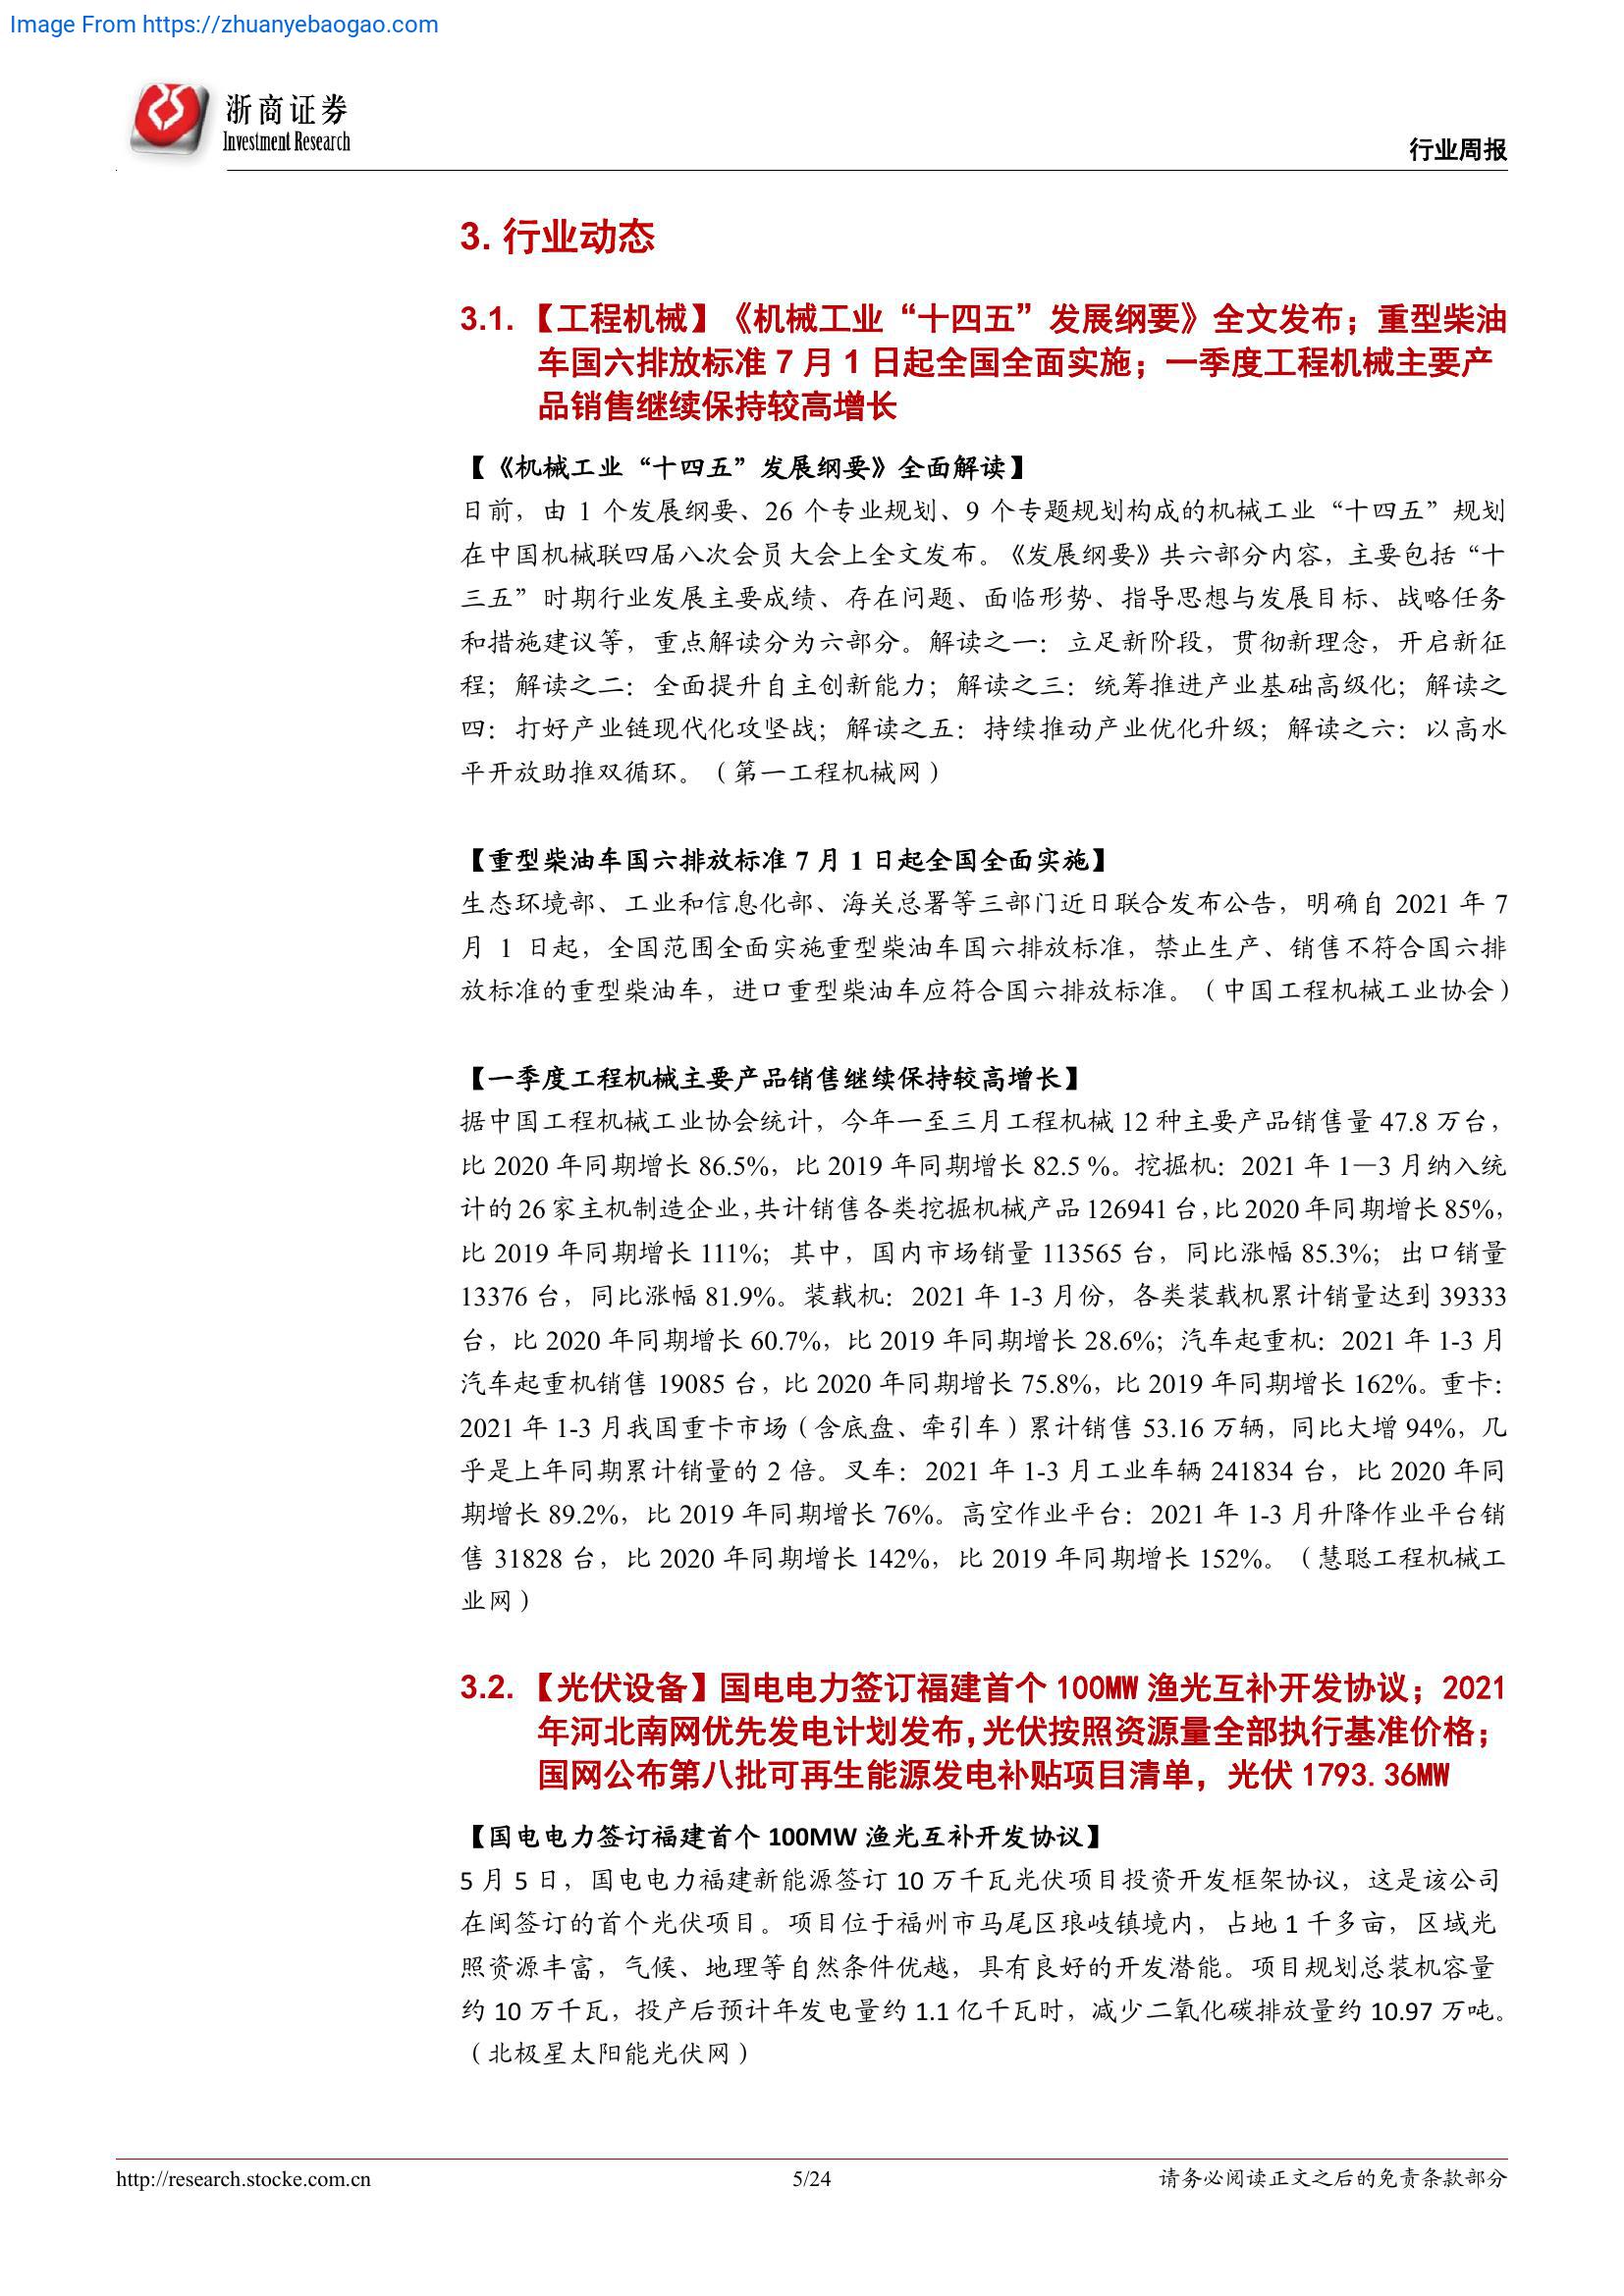 Image From https://zhuanyebaogao.com
浙商证券
Investment Research
行业周报
3. 行业动态
3.1. 【工程机械】《机械工业“十四五”发展纲要》全文发布；重型柴油
车国六排放标准 7 月 1 日起全国全面实施；一季度工程机械主要产
品销售继续保持较高增长
【《机械工业“十四五”发展纲要》全面解读】
日前，由 1 个发展纲要、26 个专业规划、9 个专题规划构成的机械工业“十四五”规划
在中国机械联四届八次会员大会上全文发布。《发展纲要》共六部分内容，主要包括“十
三五”时期行业发展主要成绩、存在问题、面临形势、指导思想与发展目标、战略任务
和措施建议等，重点解读分为六部分。解读之一：立足新阶段，贯彻新理念，开启新征
程；解读之二：全面提升自主创新能力；解读之三：统筹推进产业基础高级化；解读之
四：打好产业链现代化攻坚战；解读之五：持续推动产业优化升级；解读之六：以高水
平开放助推双循环。（第一工程机械网）
【重型柴油车国六排放标准 7 月 1 日起全国全面实施】
生态环境部、工业和信息化部、海关总署等三部门近日联合发布公告，明确自 2021 年 7
月 1 日起，全国范围全面实施重型柴油车国六排放标准，禁止生产、销售不符合国六排
放标准的重型柴油车，进口重型柴油车应符合国六排放标准。（中国工程机械工业协会）
【一季度工程机械主要产品销售继续保持较高增长】
据中国工程机械工业协会统计，今年一至三月工程机械 12 种主要产品销售量 47.8 万台，
比 2020 年同期增长 86.5%，比 2019 年同期增长 82.5 %。挖掘机：2021 年 1—3 月纳入统
计的 26 家主机制造企业，共计销售各类挖掘机械产品 126941 台，比 2020 年同期增长 85%，
比 2019 年同期增长 111%；其中，国内市场销量 113565 台，同比涨幅 85.3%；出口销量
13376 台，同比涨幅 81.9%。装载机：2021 年 1-3 月份，各类装载机累计销量达到 39333
台，比 2020 年同期增长 60.7%，比 2019 年同期增长 28.6%；汽车起重机：2021 年 1-3 月
汽车起重机销售 19085 台，比 2020 年同期增长 75.8%，比 2019 年同期增长 162%。重卡：
2021 年 1-3 月我国重卡市场（含底盘、牵引车）累计销售 53.16 万辆，同比大增 94%，几
乎是上年同期累计销量的 2 倍。叉车：2021 年 1-3 月工业车辆 241834 台，比 2020 年同
期增长 89.2%，比 2019 年同期增长 76%。高空作业平台：2021 年 1-3 月升降作业平台销
售 31828 台，比 2020 年同期增长 142%，比 2019 年同期增长 152%。（慧聪工程机械工
业网）
3.2. 【光伏设备】国电电力签订福建首个 100MW 渔光互补开发协议；2021
年河北南网优先发电计划发布，光伏按照资源量全部执行基准价格；
国网公布第八批可再生能源发电补贴项目清单，光伏 1793.36MW
【国电电力签订福建首个 100MW 渔光互补开发协议】
5 月 5 日，国电电力福建新能源签订 10 万千瓦光伏项目投资开发框架协议，这是该公司
在闽签订的首个光伏项目。项目位于福州市马尾区琅岐镇境内，占地 1 千多亩，区域光
照资源丰富，气候、地理等自然条件优越，具有良好的开发潜能。项目规划总装机容量
约 10 万千瓦，投产后预计年发电量约 1.1 亿千瓦时，减少二氧化碳排放量约 10.97 万吨。
（北极星太阳能光伏网）
http://research.stocke.com.cn
5/24
请务必阅读正文之后的免责条款部分